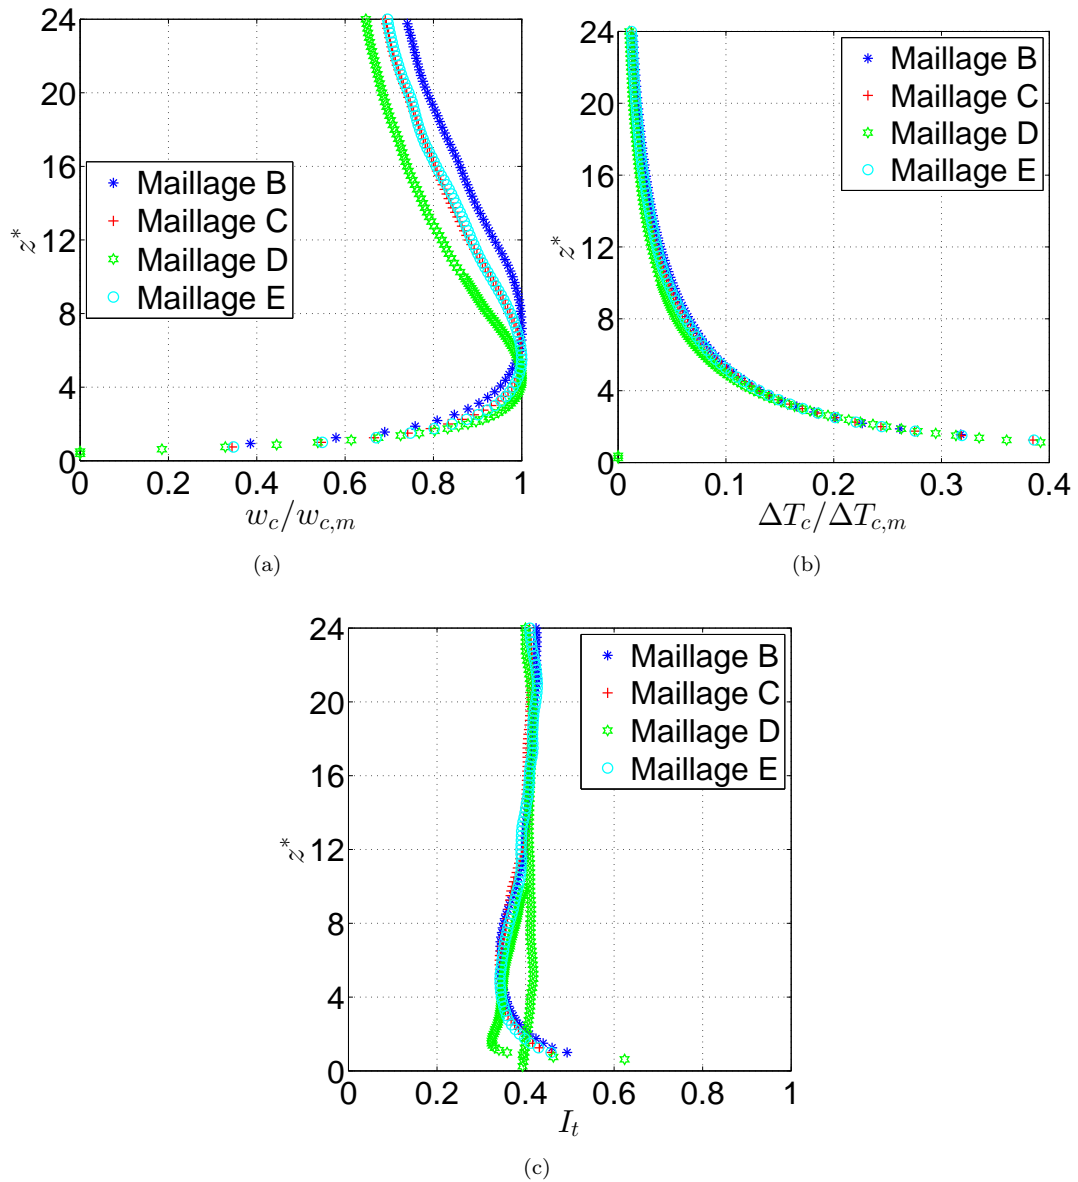 24
20
16
12
8
4
0
z*
Maillage B
Maillage C
Maillage D
Maillage E
0 0.2 0.4 0.6 0.8 1
w_c/w_{c,m}
(a)
24
20
16
12
8
4
0
z*
Maillage B
Maillage C
Maillage D
Maillage E
0 0.1 0.2 0.3 0.4
ΔT_c/ΔT_{c,m}
(b)
24
20
16
12
8
4
0
z*
Maillage B
Maillage C
Maillage D
Maillage E
0 0.2 0.4 0.6 0.8 1
I_t
(c)